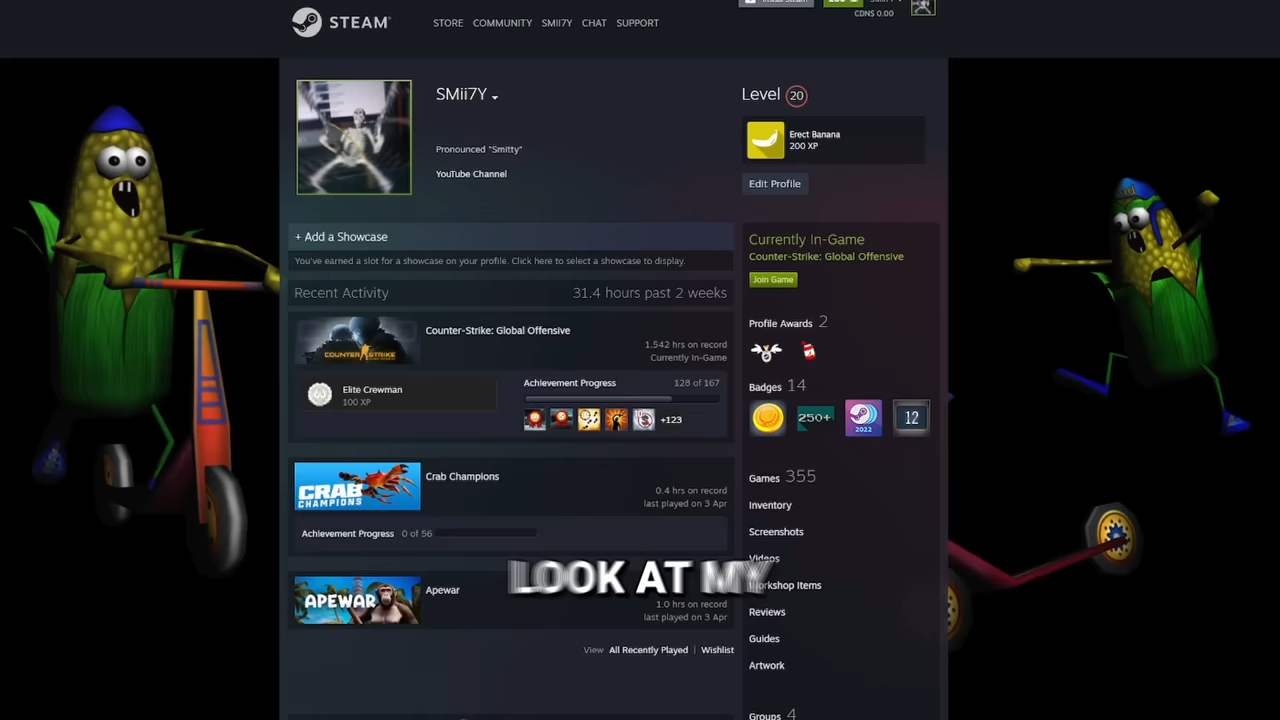 STEAM
STORE COMMUNITY SMII7Y CHAT SUPPORT
CDN$ 0.00
SMii7Y
Pronounced "Smitty"
YouTube Channel
Level 20
Erect Banana
200 XP
Edit Profile
+ Add a Showcase
You've earned a slot for a showcase on your profile. Click here to select a showcase to display.
Recent Activity 31.4 hours past 2 weeks
COUNTER STRIKE
Counter-Strike: Global Offensive
1,542 hrs on record
Currently In-Game
Elite Crewman
100 XP
Achievement Progress 128 of 167
+123
CRAB
CHAMPIONS
Crab Champions
0.4 hrs on record
last played on 3 Apr
Achievement Progress 0 of 56
APEWAR
Apewar
1.0 hrs on record
last played on 3 Apr
LOOK AT MY
View All Recently Played | Wishlist
Currently In-Game
Counter-Strike: Global Offensive
Join Game
Profile Awards 2
Badges 14
250+
2022
12
Games 355
Inventory
Screenshots
Videos
Workshop Items
Reviews
Guides
Artwork
Groups 4